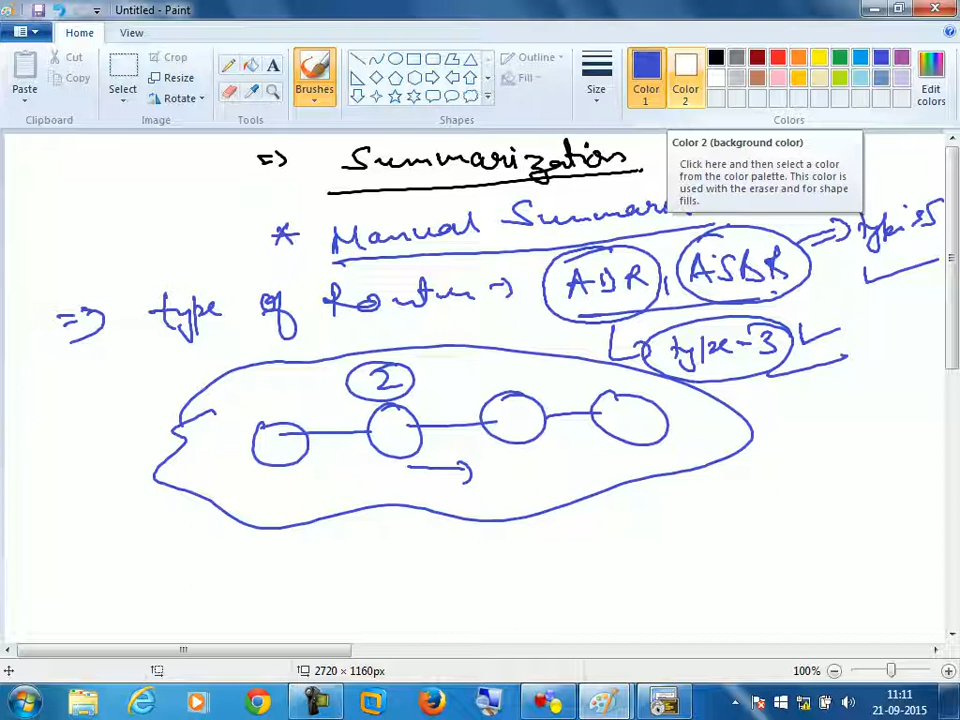 Untitled - Paint
Home
View
Paste
Cut
Copy
Clipboard
Select
Crop
Resize
Rotate
Image
Tools
Brushes
Shapes
Outline
Fill
Size
Color 1
Color 2
Edit colors
Colors
Color 2 (background color)
Click here and then select a color
from the color palette. This color is
used with the eraser and for shape
fills.
=> Summarization
* Manual Summari
=> type of Router -> ABR, ASBR => type 5
type-3
2
2720 × 1160px
100%
11:11
21-09-2015